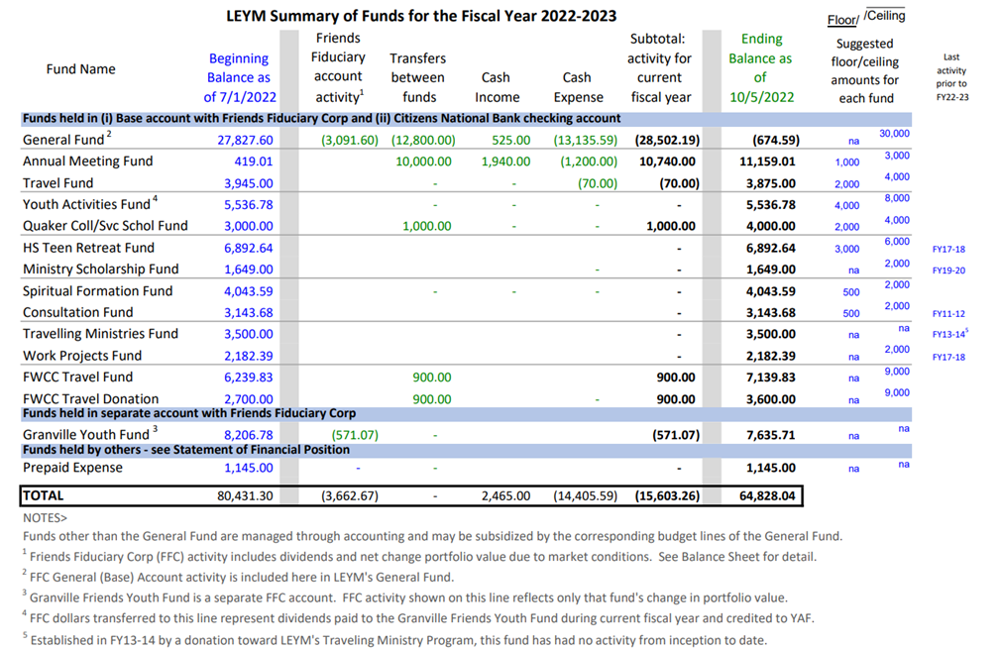 LEYM Summary of Funds for the Fiscal Year 2022-2023
Fund Name
Beginning Balance as of 7/1/2022
Friends Fiduciary account activity1
Transfers between funds
Cash Income
Cash Expense
Subtotal: activity for current fiscal year
Ending Balance as of 10/5/2022
Floor/ /Ceiling
Suggested floor/ceiling amounts for each fund
Last activity prior to FY22-23
Funds held in (i) Base account with Friends Fiduciary Corp and (ii) Citizens National Bank checking account
General Fund 2 27,827.60 (3,091.60) (12,800.00) 525.00 (13,135.59) (28,502.19) (674.59) na 30,000
Annual Meeting Fund 419.01 10,000.00 1,940.00 (1,200.00) 10,740.00 11,159.01 1,000 3,000
Travel Fund 3,945.00 - - (70.00) (70.00) 3,875.00 2,000 4,000
Youth Activities Fund 4 5,536.78 - - - - 5,536.78 4,000 8,000
Quaker Coll/Svc Schol Fund 3,000.00 1,000.00 - - 1,000.00 4,000.00 2,000 4,000
HS Teen Retreat Fund 6,892.64 - 6,892.64 3,000 6,000 FY17-18
Ministry Scholarship Fund 1,649.00 - - 1,649.00 na 2,000 FY19-20
Spiritual Formation Fund 4,043.59 - - - - 4,043.59 500 2,000
Consultation Fund 3,143.68 - 3,143.68 500 2,000 FY11-12
Travelling Ministries Fund 3,500.00 - 3,500.00 na na FY13-145
Work Projects Fund 2,182.39 - 2,182.39 na 2,000 FY17-18
FWCC Travel Fund 6,239.83 900.00 900.00 7,139.83 na 9,000
FWCC Travel Donation 2,700.00 900.00 - 900.00 3,600.00 na 9,000
Funds held in separate account with Friends Fiduciary Corp
Granville Youth Fund 3 8,206.78 (571.07) - (571.07) 7,635.71 na na
Funds held by others - see Statement of Financial Position
Prepaid Expense 1,145.00 - - - 1,145.00 na na
TOTAL 80,431.30 (3,662.67) - 2,465.00 (14,405.59) (15,603.26) 64,828.04
NOTES>
Funds other than the General Fund are managed through accounting and may be subsidized by the corresponding budget lines of the General Fund.
1 Friends Fiduciary Corp (FFC) activity includes dividends and net change portfolio value due to market conditions. See Balance Sheet for detail.
2 FFC General (Base) Account activity is included here in LEYM's General Fund.
3 Granville Friends Youth Fund is a separate FFC account. FFC activity shown on this line reflects only that fund's change in portfolio value.
4 FFC dollars transferred to this line represent dividends paid to the Granville Friends Youth Fund during current fiscal year and credited to YAF.
5 Established in FY13-14 by a donation toward LEYM's Traveling Ministry Program, this fund has had no activity from inception to date.